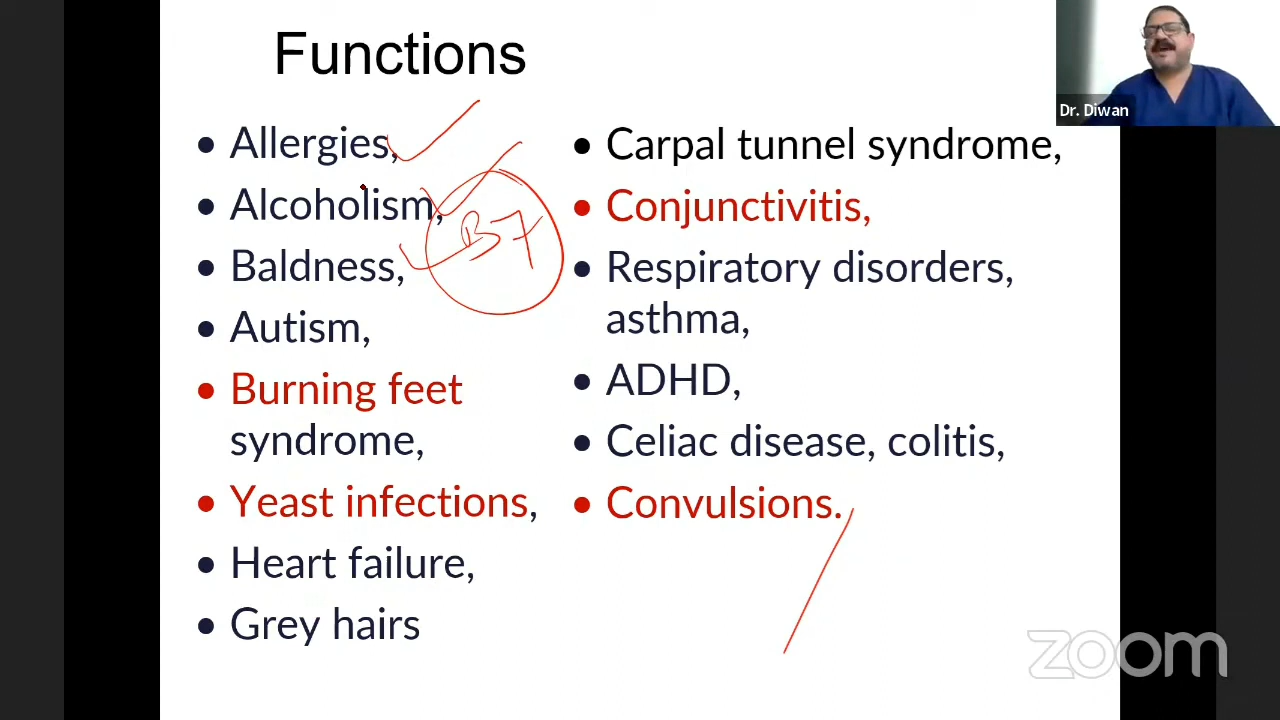 Functions
Dr. Diwan
• Allergies,
• Alcoholism,
• Baldness,
B7
• Autism,
• Burning feet
syndrome,
• Yeast infections,
• Heart failure,
• Grey hairs
• Carpal tunnel syndrome,
• Conjunctivitis,
• Respiratory disorders,
asthma,
• ADHD,
• Celiac disease, colitis,
• Convulsions.
zoom